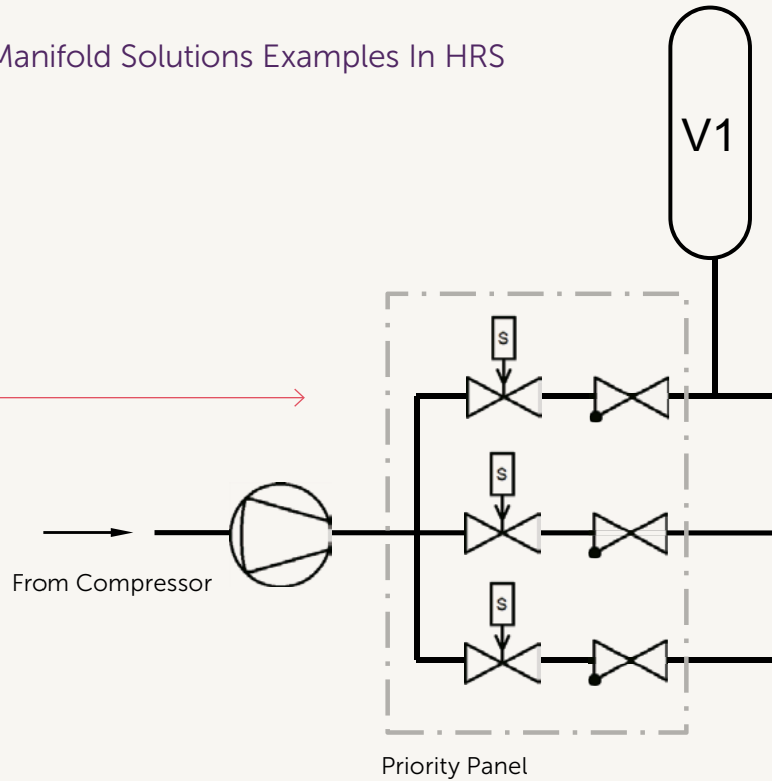 Manifold Solutions Examples In HRS
V1
S
S
From Compressor
S
Priority Panel